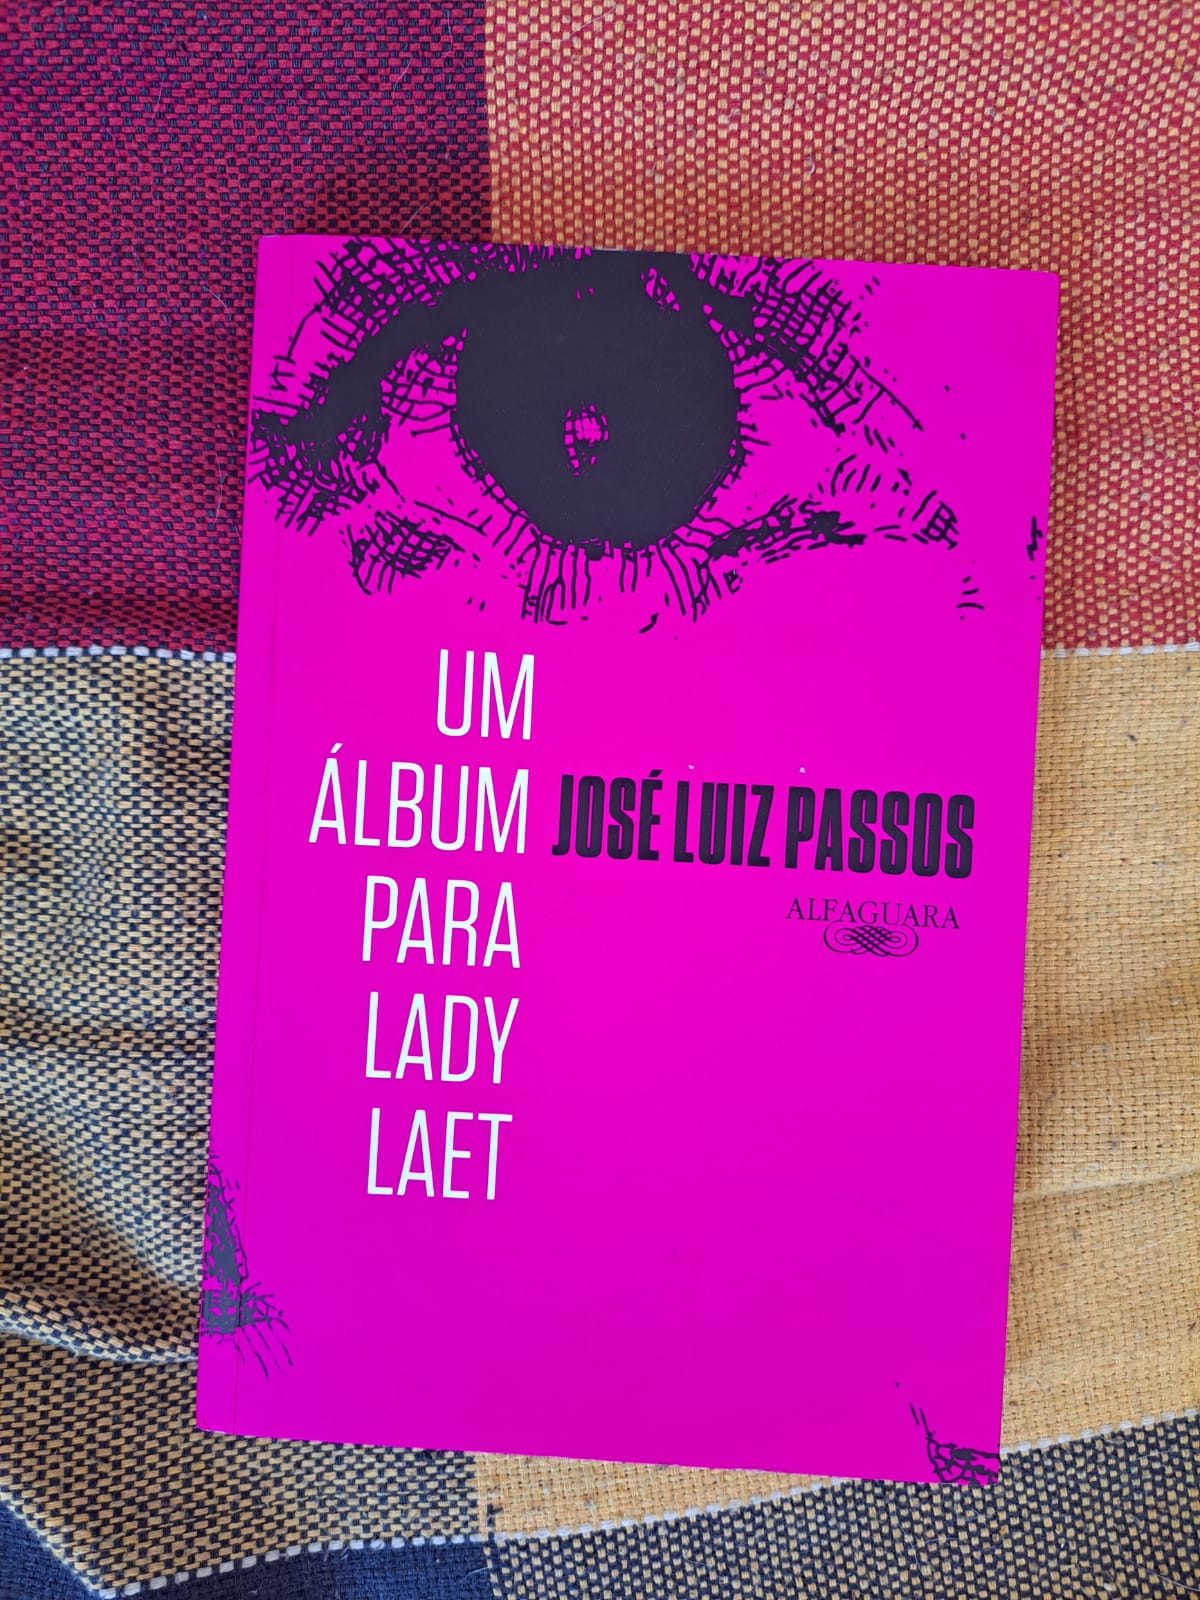 UM
ÁLBUM
PARA
LADY
LAET
JOSÉ LUIZ PASSOS
ALFAGUARA